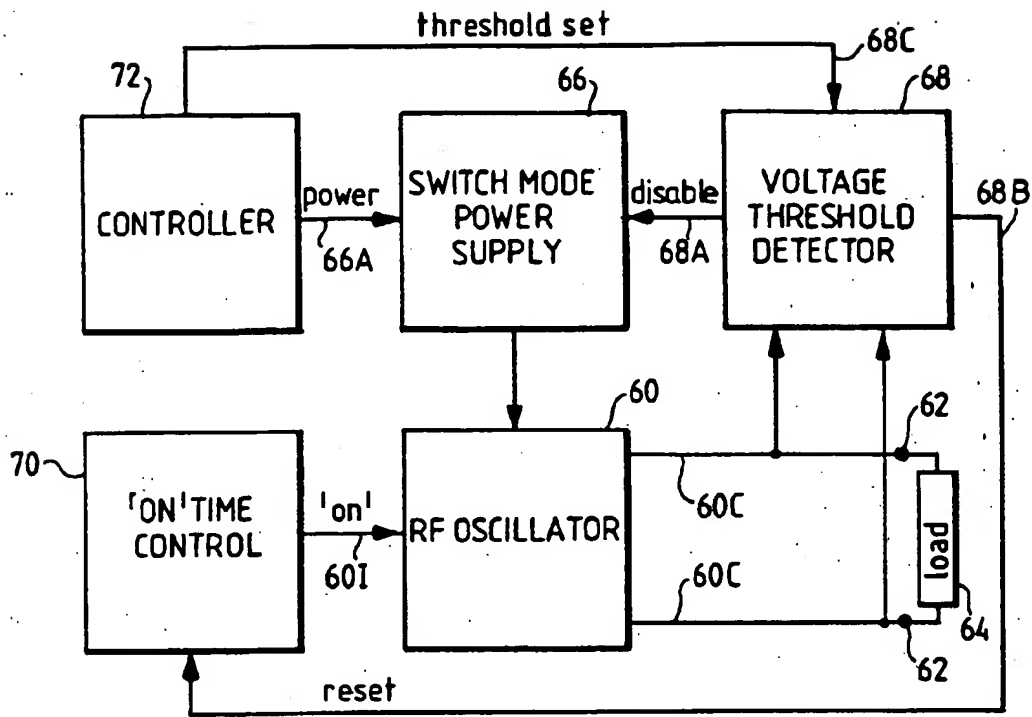 threshold set
68C
72
66
68
CONTROLLER
power
66A
SWITCH MODE
POWER
SUPPLY
disable
68A
VOLTAGE
THRESHOLD
DETECTOR
68B
70
'ON' TIME
CONTROL
'on'
60I
60
RF OSCILLATOR
60C
60C
62
62
load
64
reset